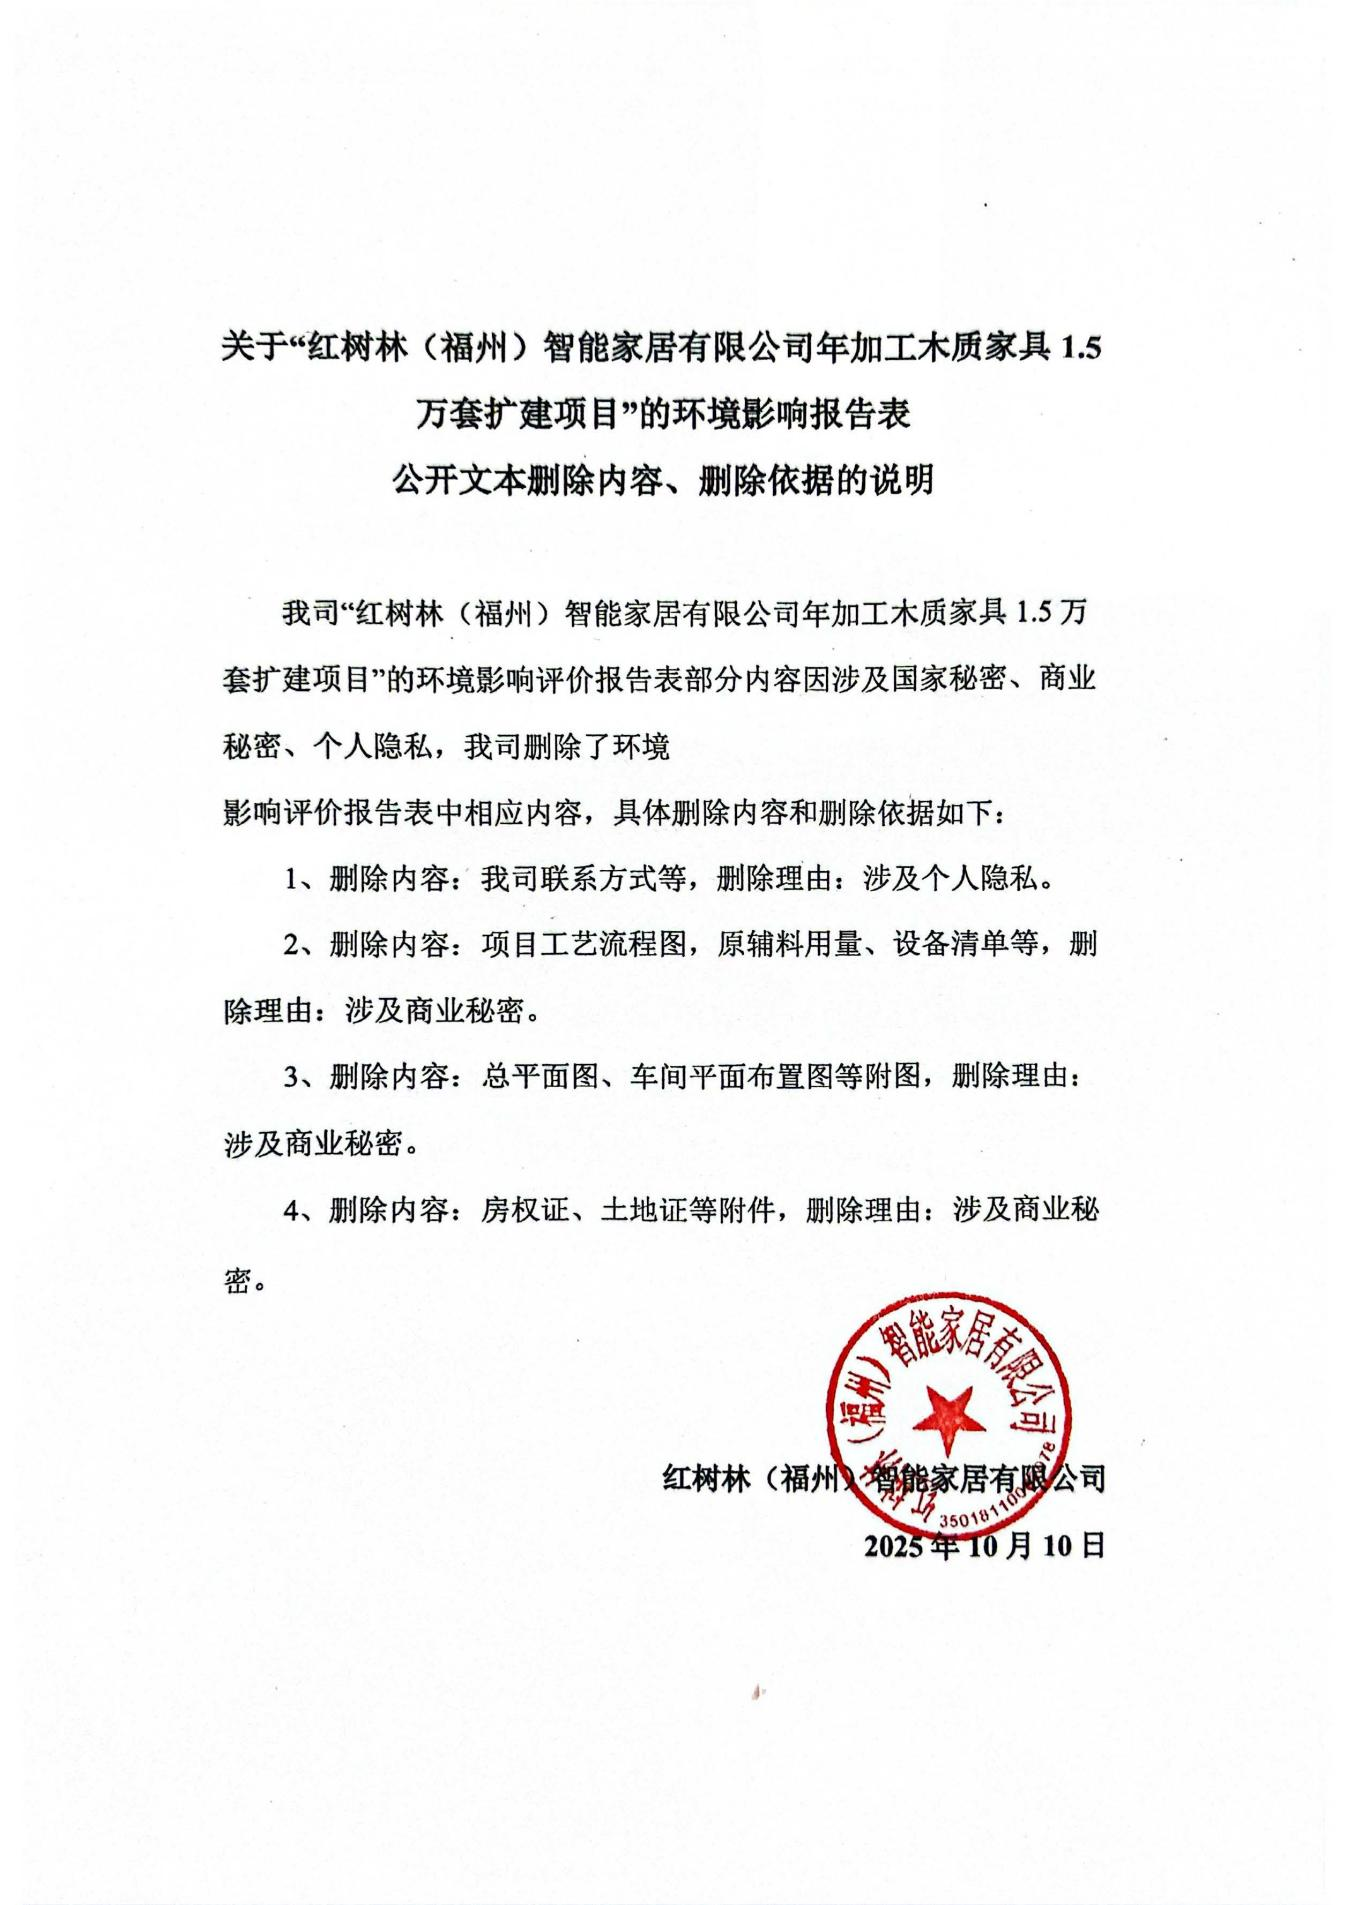 关于“红树林（福州）智能家居有限公司年加工木质家具 1.5
万套扩建项目”的环境影响报告表
公开文本删除内容、删除依据的说明
我司“红树林（福州）智能家居有限公司年加工木质家具 1.5 万
套扩建项目”的环境影响评价报告表部分内容因涉及国家秘密、商业
秘密、个人隐私，我司删除了环境
影响评价报告表中相应内容，具体删除内容和删除依据如下：
1、删除内容：我司联系方式等，删除理由：涉及个人隐私。
2、删除内容：项目工艺流程图，原辅料用量、设备清单等，删
除理由：涉及商业秘密。
3、删除内容：总平面图、车间平面布置图等附图，删除理由：
涉及商业秘密。
4、删除内容：房权证、土地证等附件，删除理由：涉及商业秘
密。
红树林（福州）智能家居有限公司
2025 年 10 月 10 日
（福州）智能家居有限公司